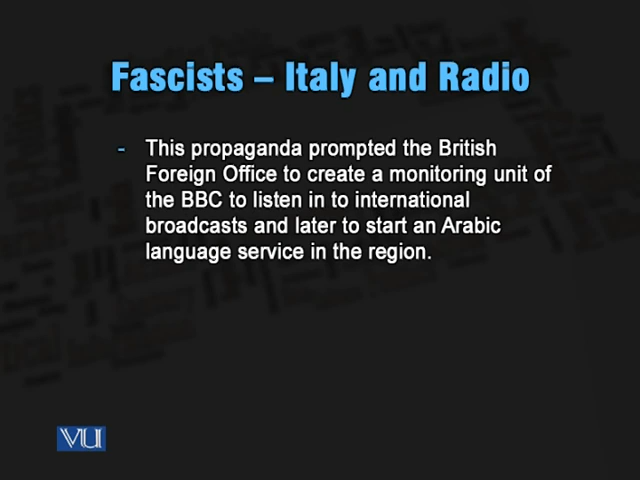 Fascists – Italy and Radio
- This propaganda prompted the British
Foreign Office to create a monitoring unit of
the BBC to listen in to international
broadcasts and later to start an Arabic
language service in the region.
VU